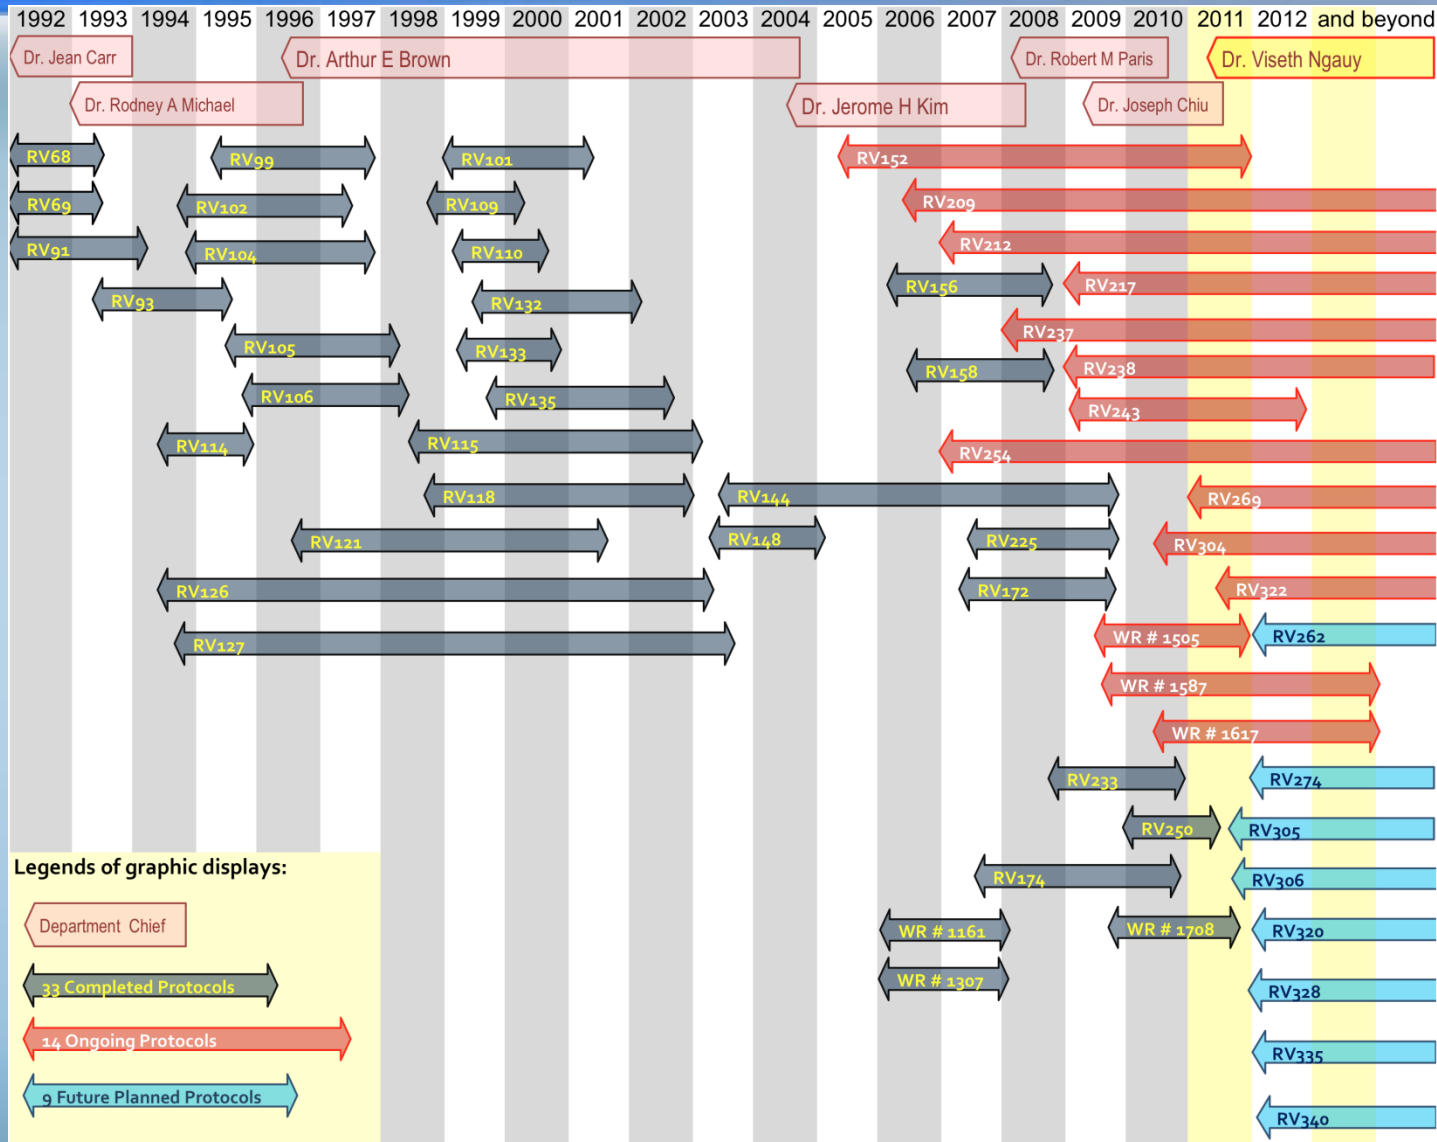 1992 1993 1994 1995 1996 1997 1998 1999 2000 2001 2002 2003 2004 2005 2006 2007 2008 2009 2010 2011 2012 and beyond
Dr. Jean Carr
Dr. Arthur E Brown
Dr. Robert M Paris
Dr. Viseth Ngauy
Dr. Rodney A Michael
Dr. Jerome H Kim
Dr. Joseph Chiu
RV68
RV99
RV101
RV152
RV69
RV102
RV109
RV209
RV91
RV104
RV110
RV212
RV93
RV132
RV156
RV217
RV105
RV133
RV237
RV106
RV135
RV158
RV238
RV243
RV114
RV115
RV254
RV118
RV144
RV269
RV121
RV148
RV225
RV304
RV126
RV172
RV322
RV127
WR # 1505
RV262
WR # 1587
WR # 1617
RV233
RV274
RV250
RV305
RV174
RV306
WR # 1161
WR # 1708
RV320
WR # 1307
RV328
RV335
RV340
Legends of graphic displays:
Department Chief
33 Completed Protocols
14 Ongoing Protocols
9 Future Planned Protocols